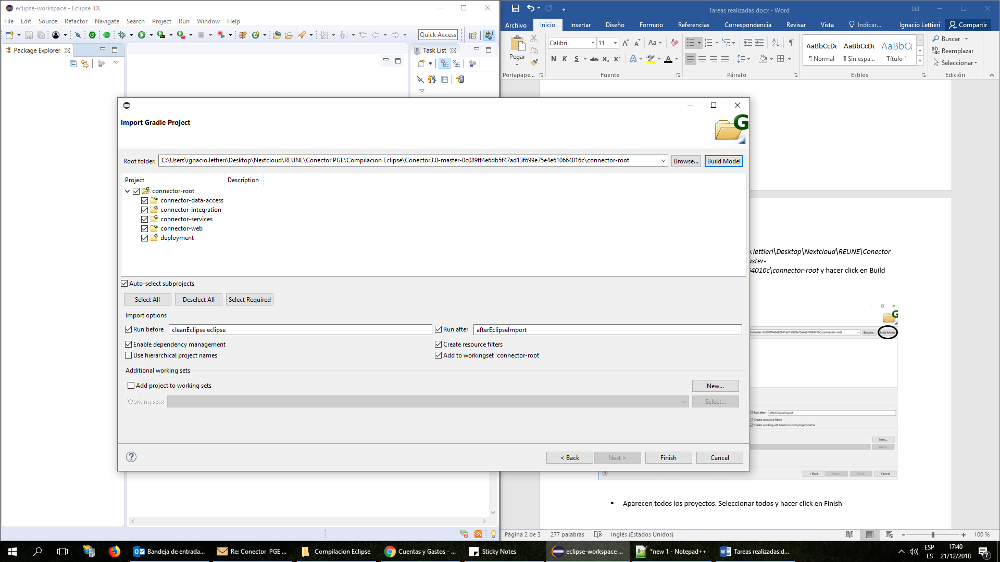 eclipse-workspace - Eclipse IDE
File Edit Source Refactor Navigate Search Project Run Window Help
Quick Access
Package Explorer
Task List
Tareas realizadas.docx - Word
Archivo Inicio Insertar Diseño Formato Referencias Correspondencia Revisar Vista Indicar... Ignacio Lettieri Compartir
Pegar
Calibri 11
Aa
N K S abc x₂ x²
AaBbCcDc AaBbCcDc AaBbCc
¶ Normal ¶ Sin espa... Título 1
Buscar
Reemplazar
Seleccionar
Portapape... Fuente Párrafo Estilos Edición
Import Gradle Project
Root folder: C:\Users\ignacio.lettieri\Desktop\Nextcloud\REUNE\Conector PGE\Compilacion Eclipse\Conector3.0-master-0c089ff4e6db5f47ad13f699e75e4e610664016c\connector-root Browse... Build Model
Project Description
connector-root
connector-data-access
connector-integration
connector-services
connector-web
deployment
Auto-select subprojects
Select All Deselect All Select Required
Import options
Run before cleanEclipse eclipse Run after afterEclipseImport
Enable dependency management Create resource filters
Use hierarchical project names Add to workingset 'connector-root'
Additional working sets
Add project to working sets New...
Working sets: Select...
< Back Next > Finish Cancel
o.lettieri\Desktop\Nextcloud\REUNE\Conector
aster-
64016c\connector-root y hacer click en Build
-master-0c089ff4e6db5f47ad13f699e75e4e610664016c\connector-root Browse... Build Model
Run after afterEclipseImport
Create resource filters
Create working set based on root project name
New...
Select...
< Back Next > Finish Cancel
▪ Aparecen todos los proyectos. Seleccionar todos y hacer click en Finish
Página 2 de 3 277 palabras Inglés (Estados Unidos) 100 %
Bandeja de entrada... Re: Conector PGE ... Compilacion Eclipse Cuentas y Gastos - ... Sticky Notes eclipse-workspace ... *new 1 - Notepad++ Tareas realizadas.d...
ESP
ES
17:40
21/12/2018
7